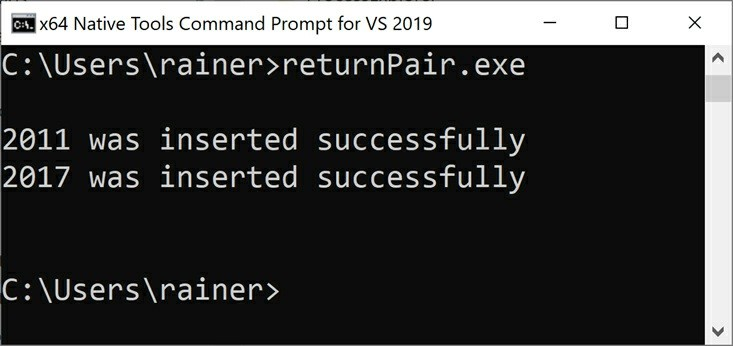 x64 Native Tools Command Prompt for VS 2019
C:\Users\rainer>returnPair.exe
2011 was inserted successfully
2017 was inserted successfully
C:\Users\rainer>